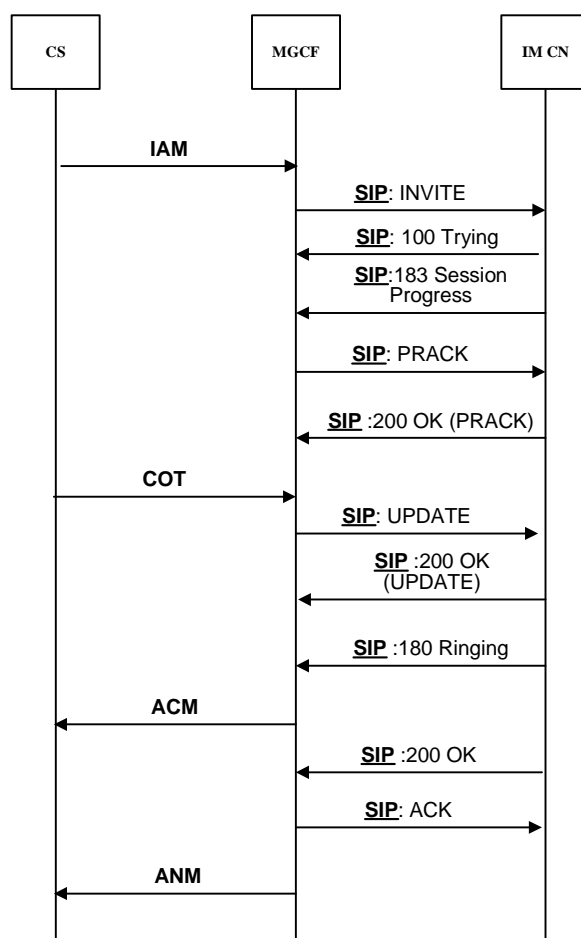 CS
MGCF
IM CN
IAM
SIP: INVITE
SIP: 100 Trying
SIP:183 Session
Progress
SIP: PRACK
SIP :200 OK (PRACK)
COT
SIP: UPDATE
SIP :200 OK
(UPDATE)
SIP :180 Ringing
ACM
SIP :200 OK
SIP: ACK
ANM